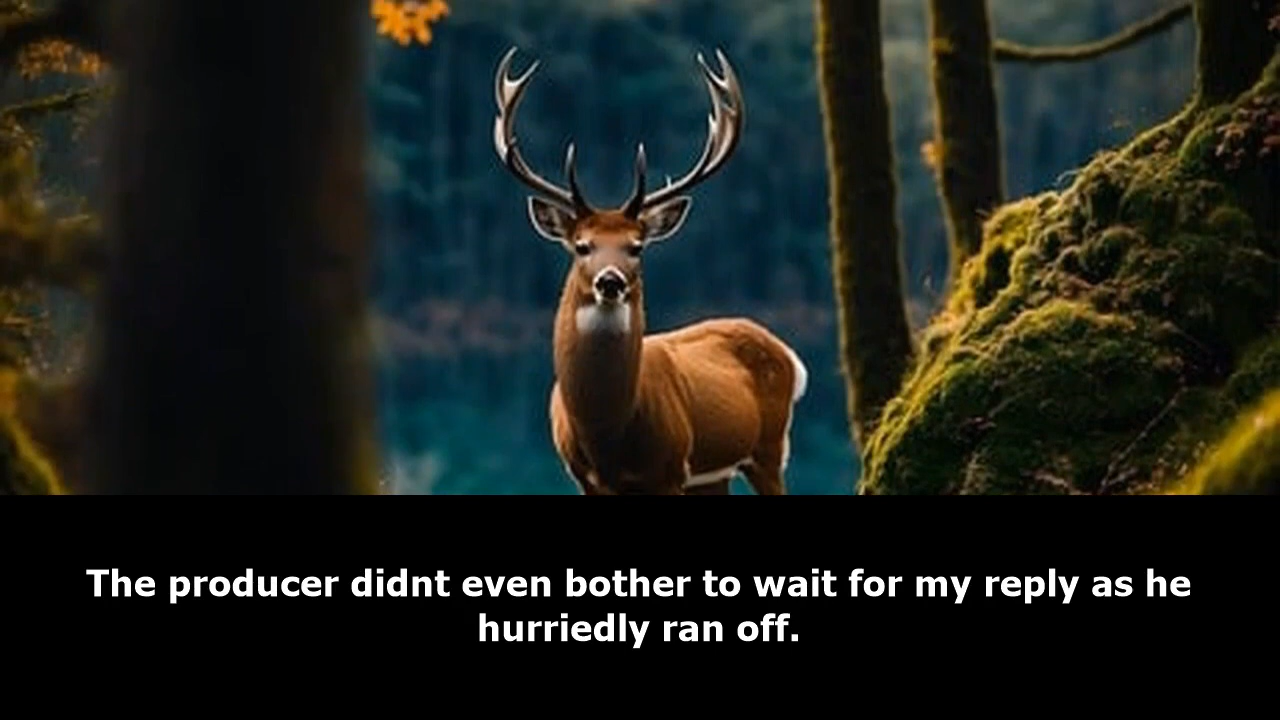 The producer didnt even bother to wait for my reply as he
hurriedly ran off.